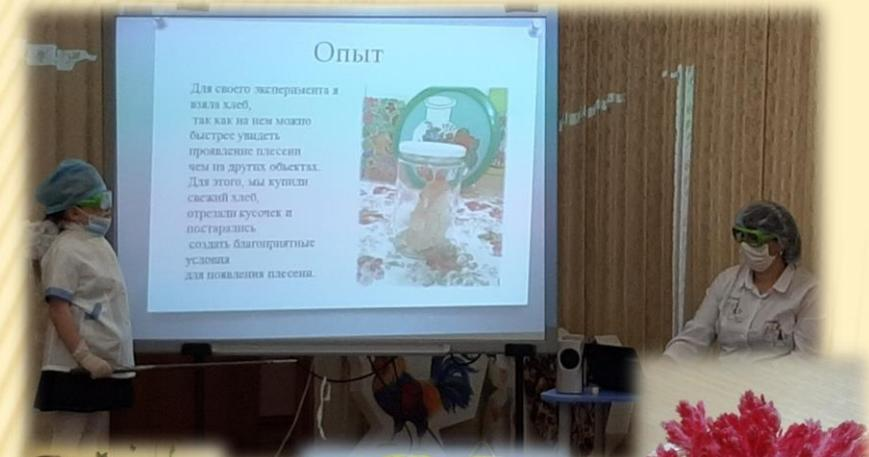 Опыт
Для своего эксперимента я
взяла хлеб,
так как на нем можно
быстрее увидеть
проявление плесени
чем на других объектах.
Для этого, мы купили
свежий хлеб,
отрезали кусочек и
постарались
создать благоприятные
условия
для появления плесени.